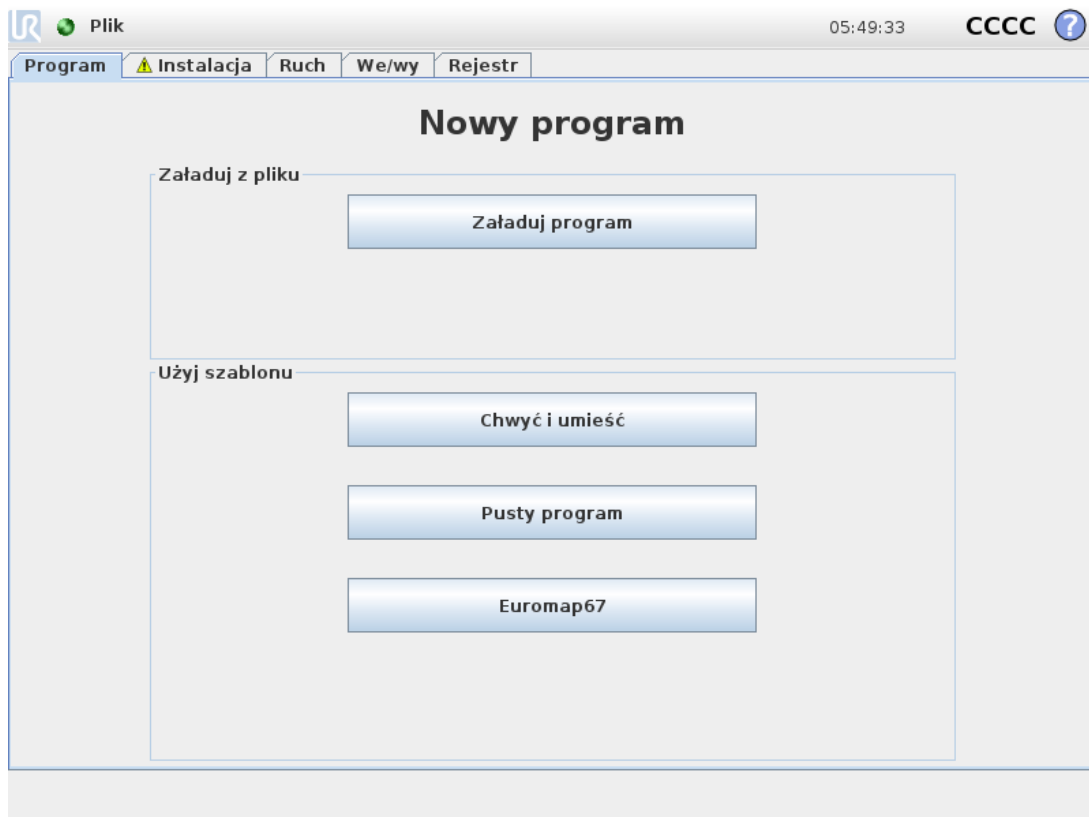 UR Plik 05:49:33 CCCC ?
Program Instalacja Ruch We/wy Rejestr
Nowy program
Załaduj z pliku
Załaduj program
Użyj szablonu
Chwyć i umieść
Pusty program
Euromap67